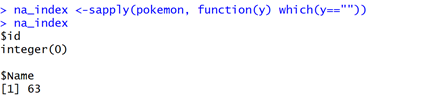 > na_index <-sapply(pokemon, function(y) which(y==""))
> na_index
$id
integer(0)
$Name
[1] 63